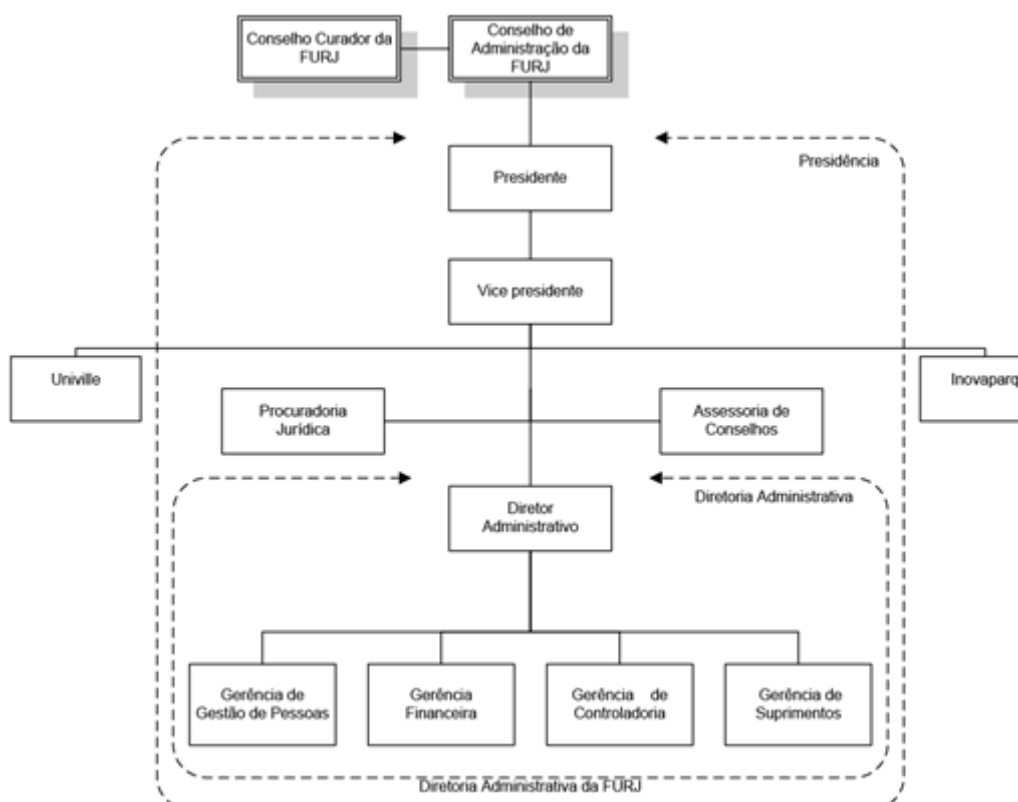 Conselho Curador da
FURJ
Conselho de
Administração da
FURJ
Presidência
Presidente
Vice presidente
Univille
Inovaparq
Procuradoria
Jurídica
Assessoria de
Conselhos
Diretoria Administrativa
Diretor
Administrativo
Gerência de
Gestão de Pessoas
Gerência
Financeira
Gerência de
Controladoria
Gerência de
Suprimentos
Diretoria Administrativa da FURJ